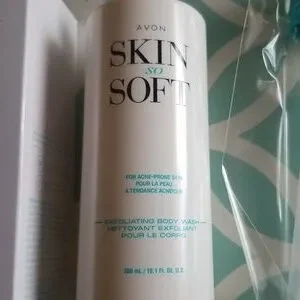 AVON
SKIN
SO
SOFT
FOR ACNE-PRONE SKIN
POUR LA PEAU
À TENDANCE ACNÉIQUE
EXFOLIATING BODY WASH
NETTOYANT EXFOLIANT
POUR LE CORPS
300 mL / 10.1 FL. OZ. U.S.